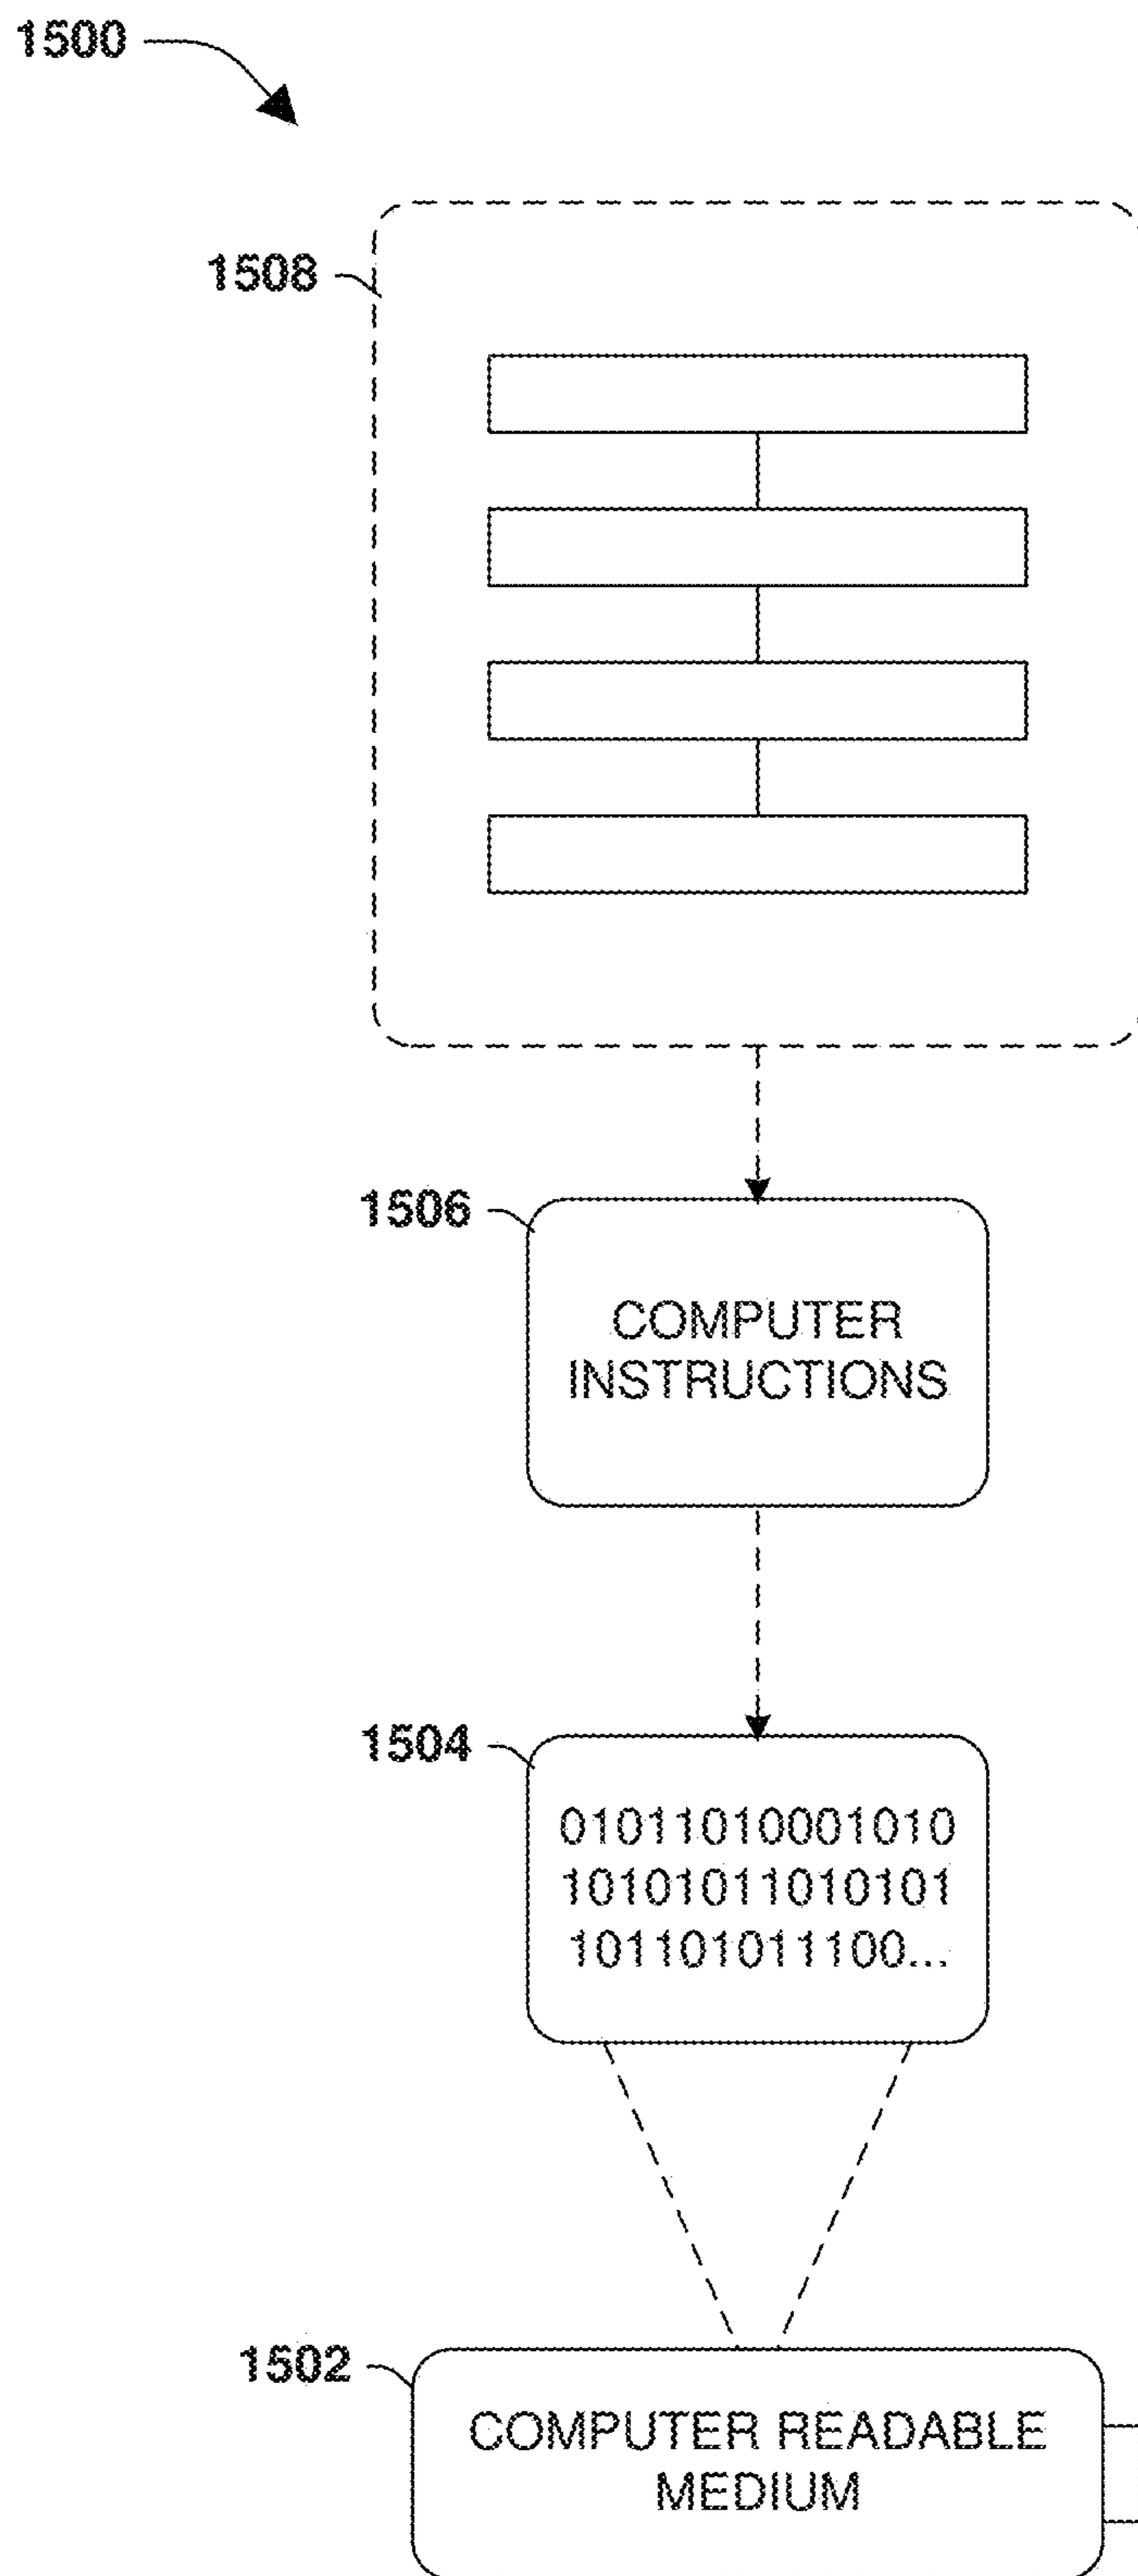 1500
1508
1506
COMPUTER
INSTRUCTIONS
1504
01011010001010
10101011010101
101101011100...
1502
COMPUTER READABLE
MEDIUM